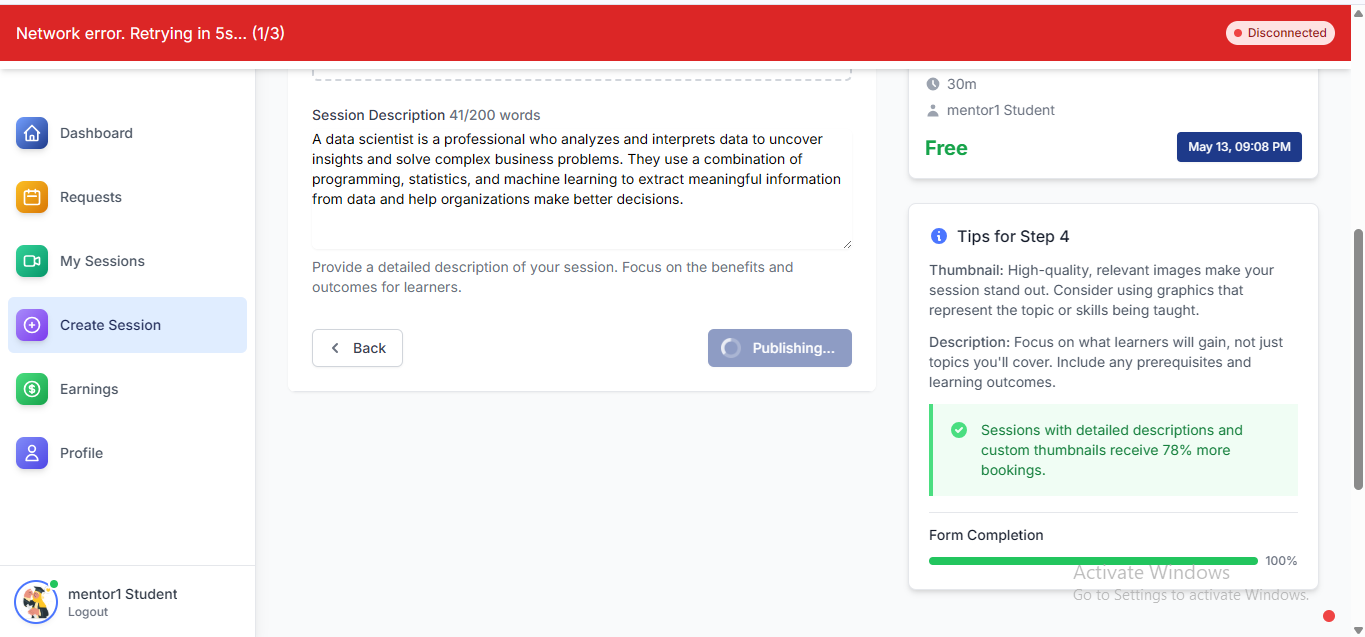 Network error. Retrying in 5s... (1/3)
Disconnected
Dashboard
Requests
My Sessions
Create Session
Earnings
Profile
mentor1 Student
Logout
Session Description 41/200 words
A data scientist is a professional who analyzes and interprets data to uncover
insights and solve complex business problems. They use a combination of
programming, statistics, and machine learning to extract meaningful information
from data and help organizations make better decisions.
Provide a detailed description of your session. Focus on the benefits and
outcomes for learners.
Back
Publishing...
30m
mentor1 Student
Free
May 13, 09:08 PM
Tips for Step 4
Thumbnail: High-quality, relevant images make your
session stand out. Consider using graphics that
represent the topic or skills being taught.
Description: Focus on what learners will gain, not just
topics you'll cover. Include any prerequisites and
learning outcomes.
Sessions with detailed descriptions and
custom thumbnails receive 78% more
bookings.
Form Completion
100%
Activate Windows
Go to Settings to activate Windows.